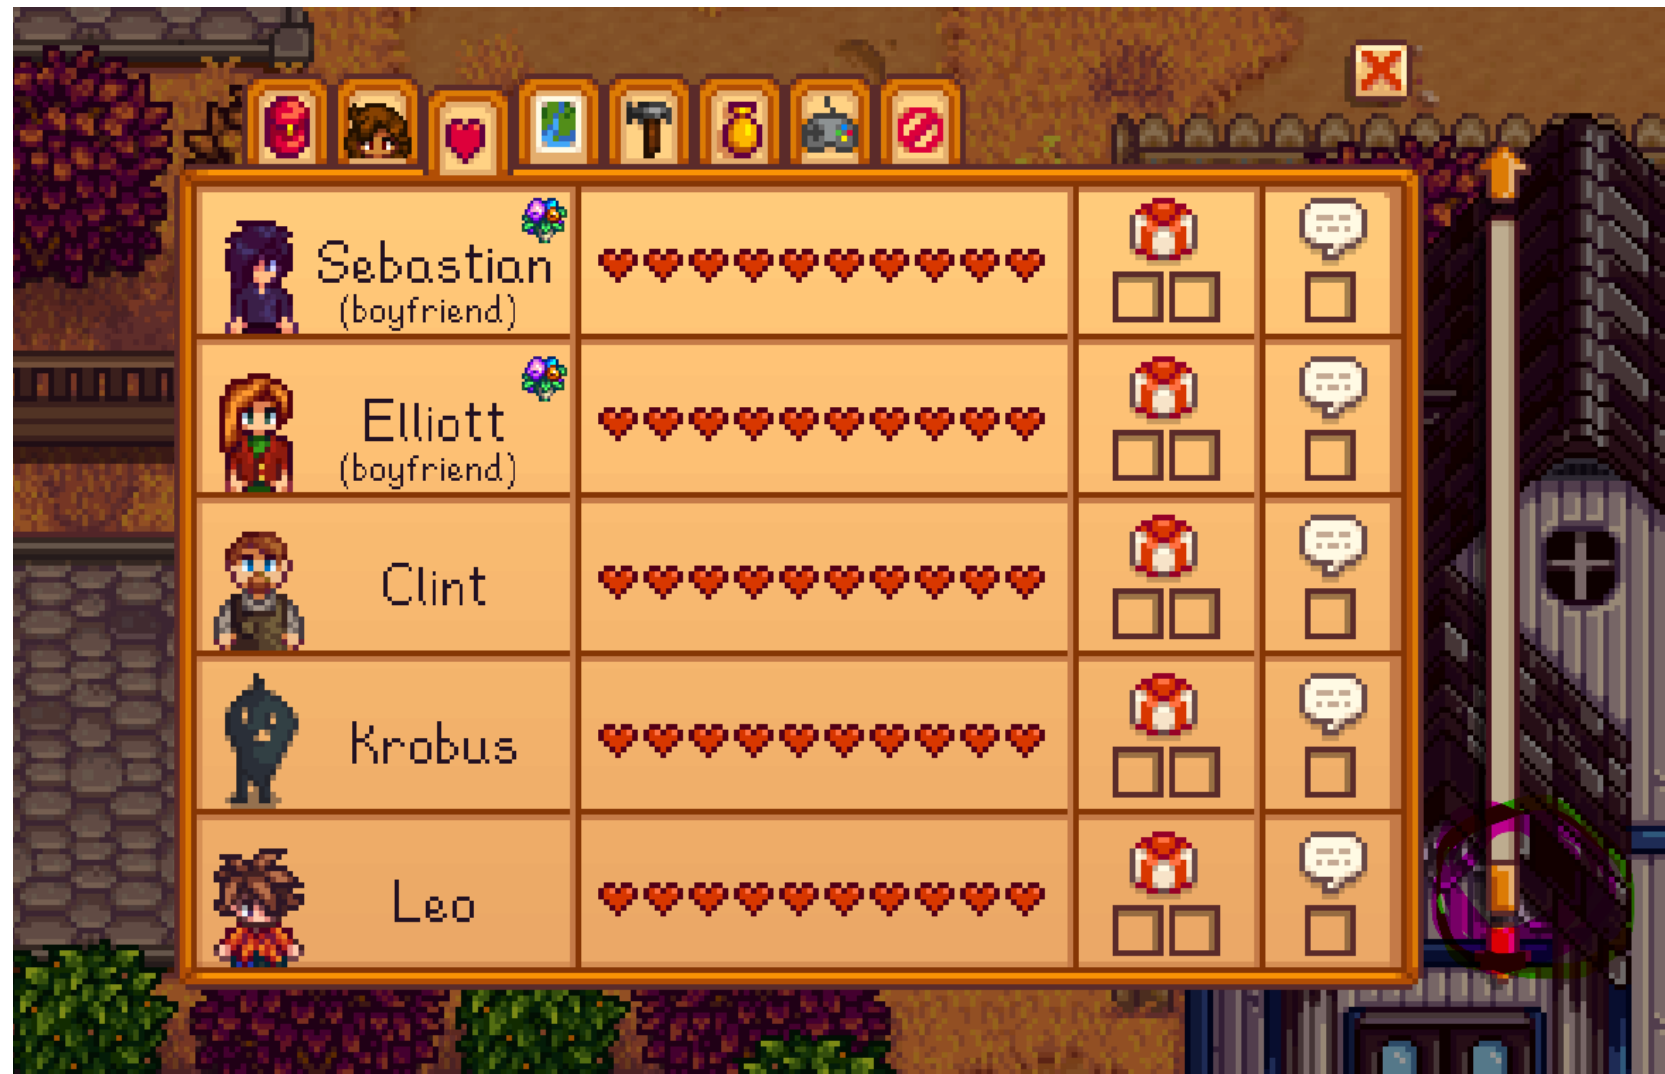 Sebastian
(boyfriend)
Elliott
(boyfriend)
Clint
Krobus
Leo